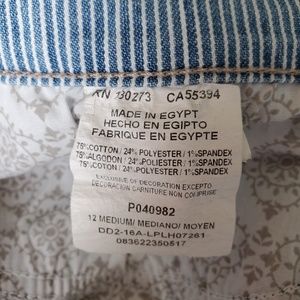 RN 130273 CA55394
MADE IN EGYPT
HECHO EN EGIPTO
FABRIQUE EN EGYPTE
75%COTTON / 24% POLYESTER / 1%SPANDEX
75%ALGODON / 24% POLIESTER / 1%SPANDEX
75%COTON / 24% POLYESTER / 1%SPANDEX
EXCLUSIVE OF DECORATION EXCEPTO
DECORACION GARNITURE NON COMPRISE
P040982
12 MEDIUM/ MEDIANO/ MOYEN
DD2-16A-LPLH07261
083622350517